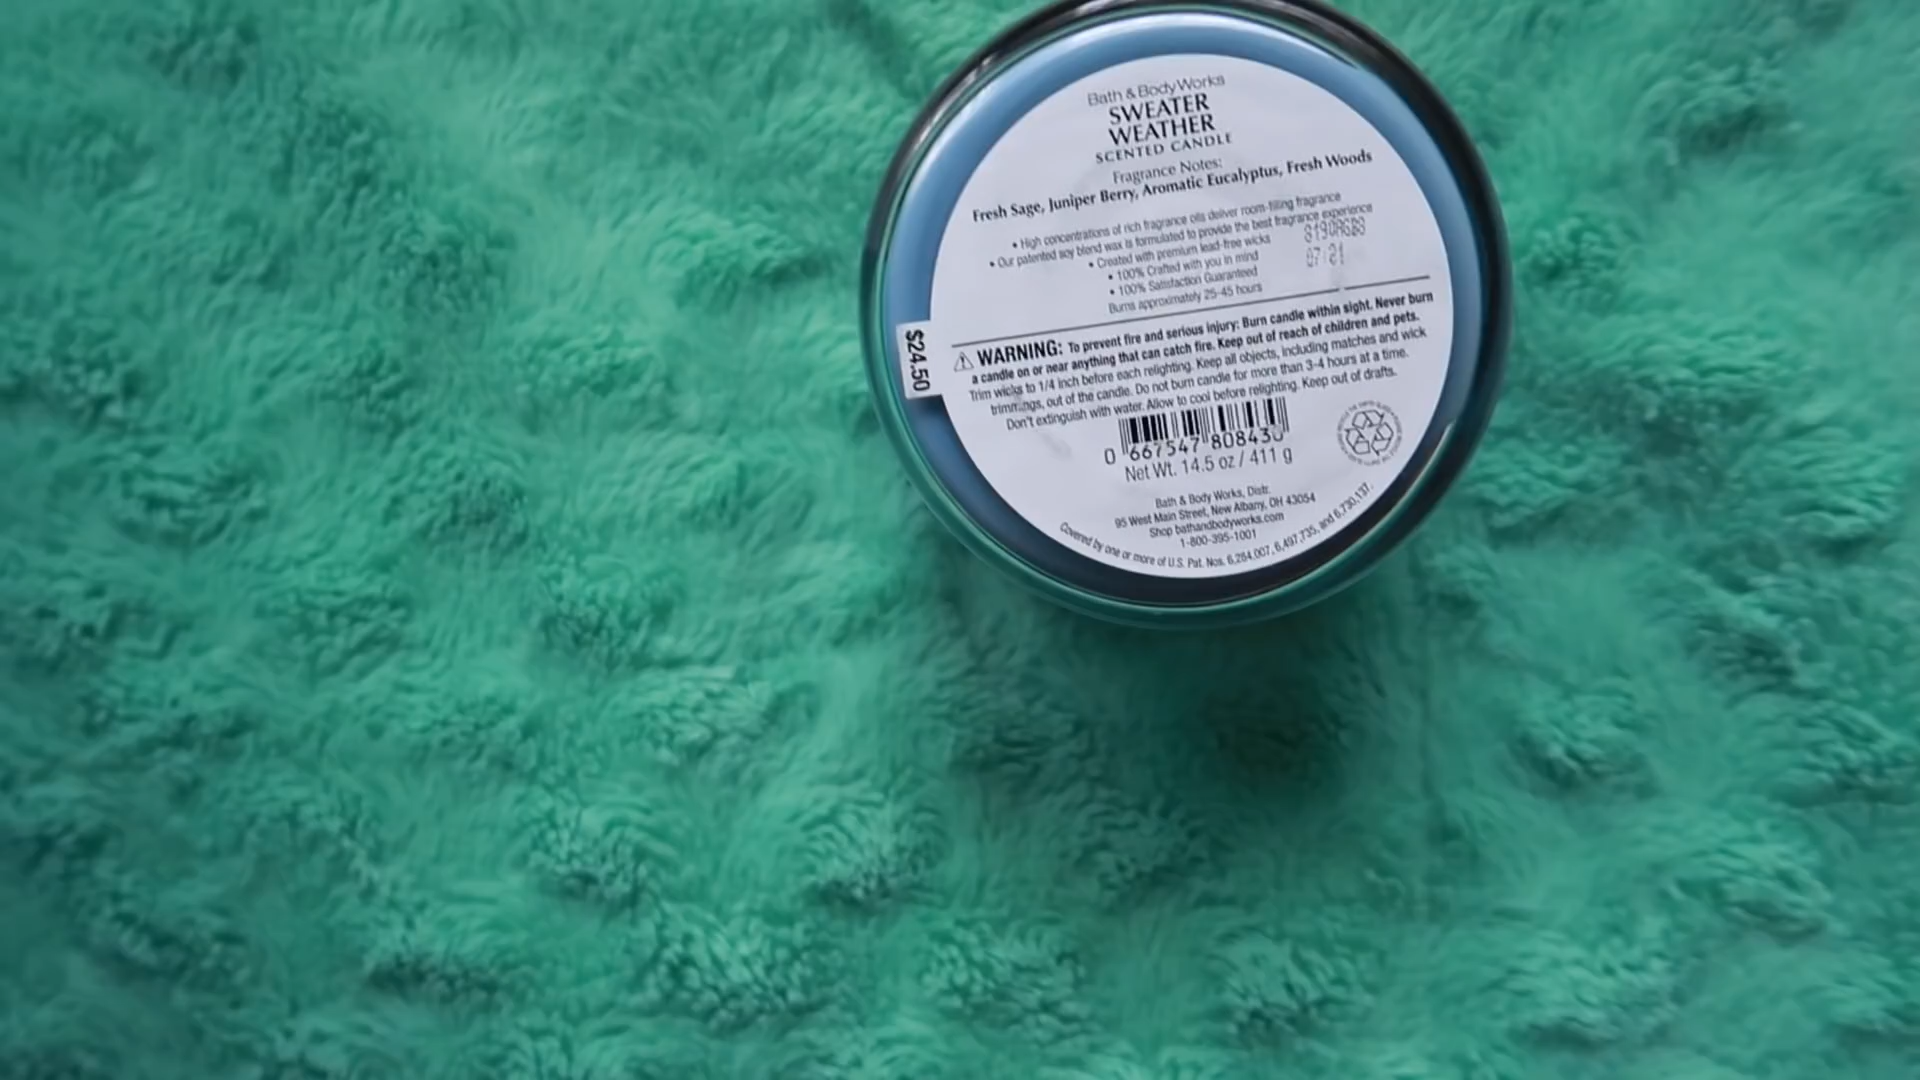 Bath & Body Works
SWEATER
WEATHER
SCENTED CANDLE
Fragrance Notes:
Fresh Sage, Juniper Berry, Aromatic Eucalyptus, Fresh Woods
• High concentrations of rich fragrance oils deliver room-filling fragrance
• Our patented soy blend wax is formulated to provide the best fragrance experience
• Created with premium lead-free wicks
• 100% Crafted with you in mind
• 100% Satisfaction Guaranteed
Burns approximately 25-45 hours
07 21
$24.50
⚠ WARNING: To prevent fire and serious injury: Burn candle within sight. Never burn
a candle on or near anything that can catch fire. Keep out of reach of children and pets.
Trim wicks to 1/4 inch before each relighting. Keep all objects, including matches and wick
trimmings, out of the candle. Do not burn candle for more than 3-4 hours at a time.
Don't extinguish with water. Allow to cool before relighting. Keep out of drafts.
0 667547 808430
Net Wt. 14.5 oz / 411 g
Bath & Body Works, Distr.
95 West Main Street, New Albany, OH 43054
Shop bathandbodyworks.com
1-800-395-1001
Covered by one or more of U.S. Pat. Nos. 6,284,007, 6,497,735, and 6,730,137.